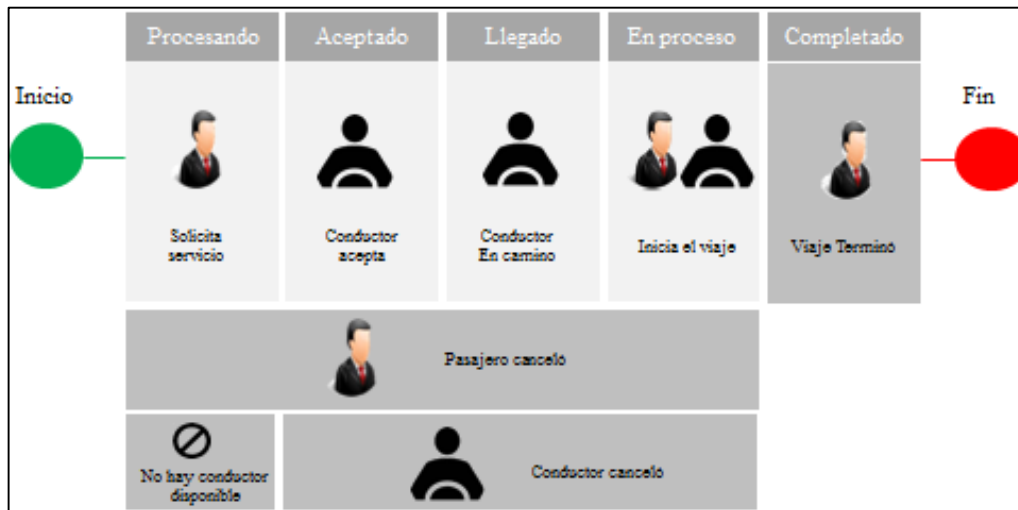 Procesando
Aceptado
Llegado
En proceso
Completado
Inicio
Fin
Solicita
servicio
Conductor
acepta
Conductor
En camino
Inicia el viaje
Viaje Terminó
Pasajero canceló
No hay conductor
disponible
Conductor canceló